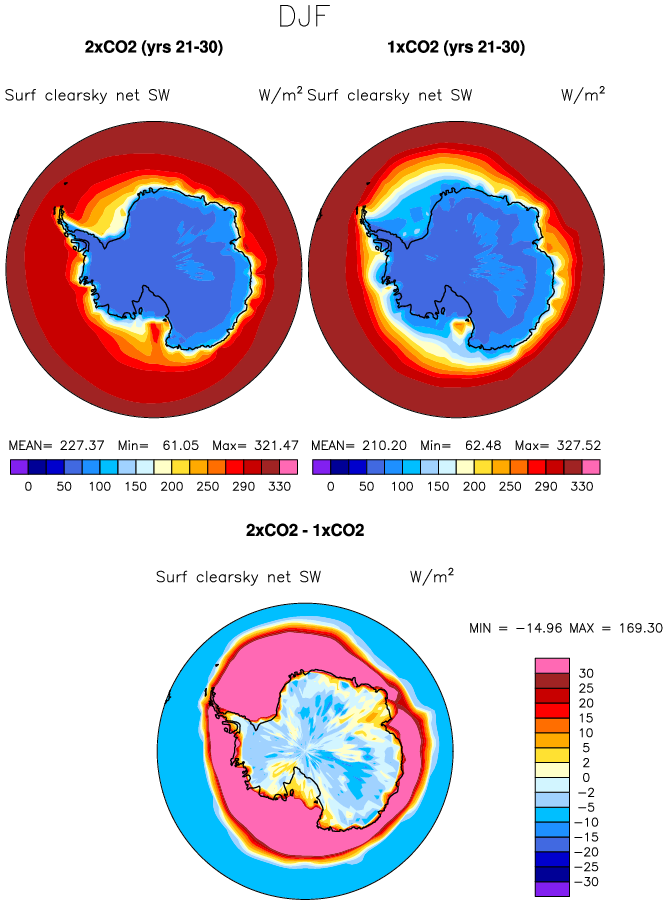 DJF
2xCO2 (yrs 21-30) 1xCO2 (yrs 21-30)
Surf clearsky net SW W/m² Surf clearsky net SW W/m²
MEAN= 227.37 Min= 61.05 Max= 321.47 MEAN= 210.20 Min= 62.48 Max= 327.52
0 50 100 150 200 250 290 330 0 50 100 150 200 250 290 330
2xCO2 - 1xCO2
Surf clearsky net SW W/m²
MIN = −14.96 MAX = 169.30
30
25
20
15
10
5
2
0
−2
−5
−10
−15
−20
−25
−30